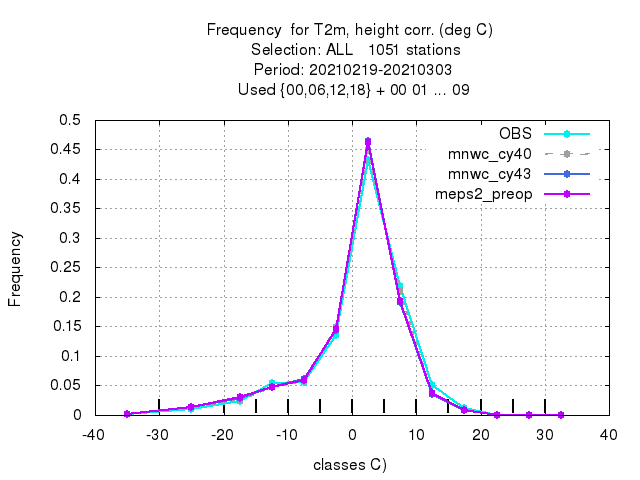 Frequency  for T2m, height corr. (deg C)
Selection: ALL   1051 stations
Period: 20210219-20210303
Used {00,06,12,18} + 00 01 ... 09
OBS
mnwc_cy40
mnwc_cy43
meps2_preop
0.5
0.45
0.4
0.35
0.3
0.25
0.2
0.15
0.1
0.05
0
Frequency
-40 -30 -20 -10 0 10 20 30 40
classes C)